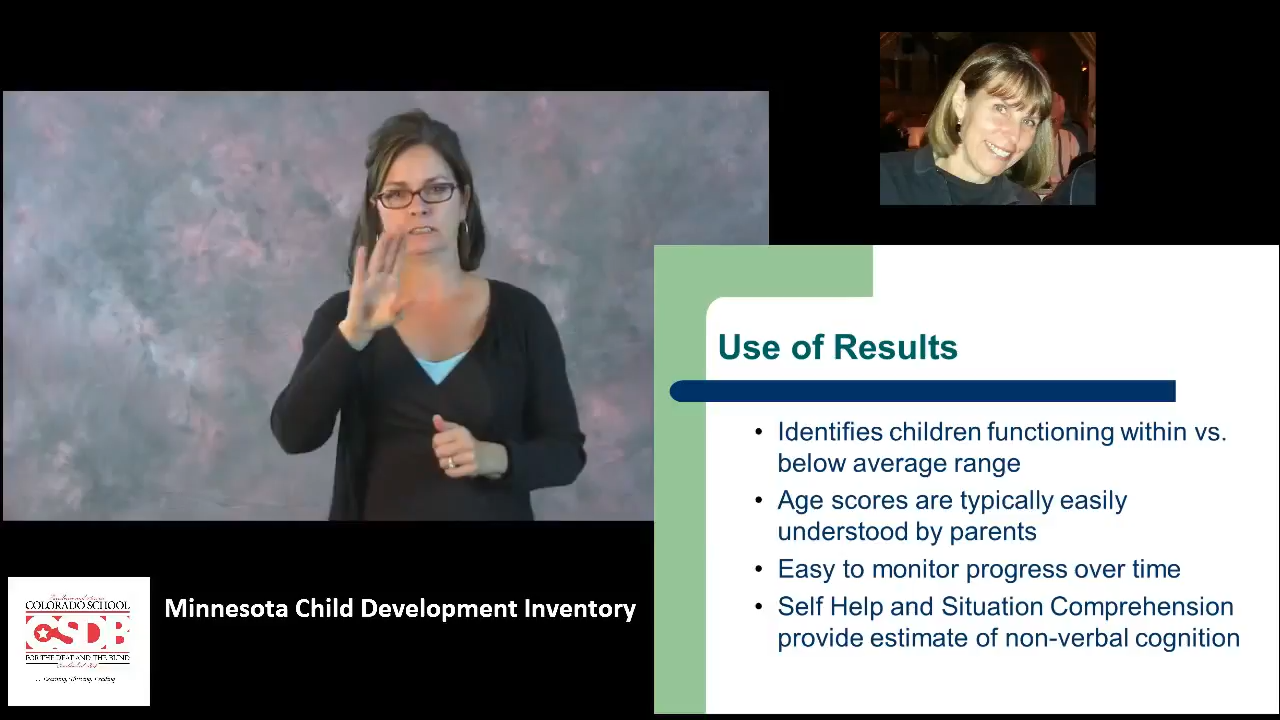 Use of Results
• Identifies children functioning within vs.
below average range
• Age scores are typically easily
understood by parents
• Easy to monitor progress over time
• Self Help and Situation Comprehension
provide estimate of non-verbal cognition
Minnesota Child Development Inventory
COLORADO SCHOOL
CSDB
FOR THE DEAF AND THE BLIND